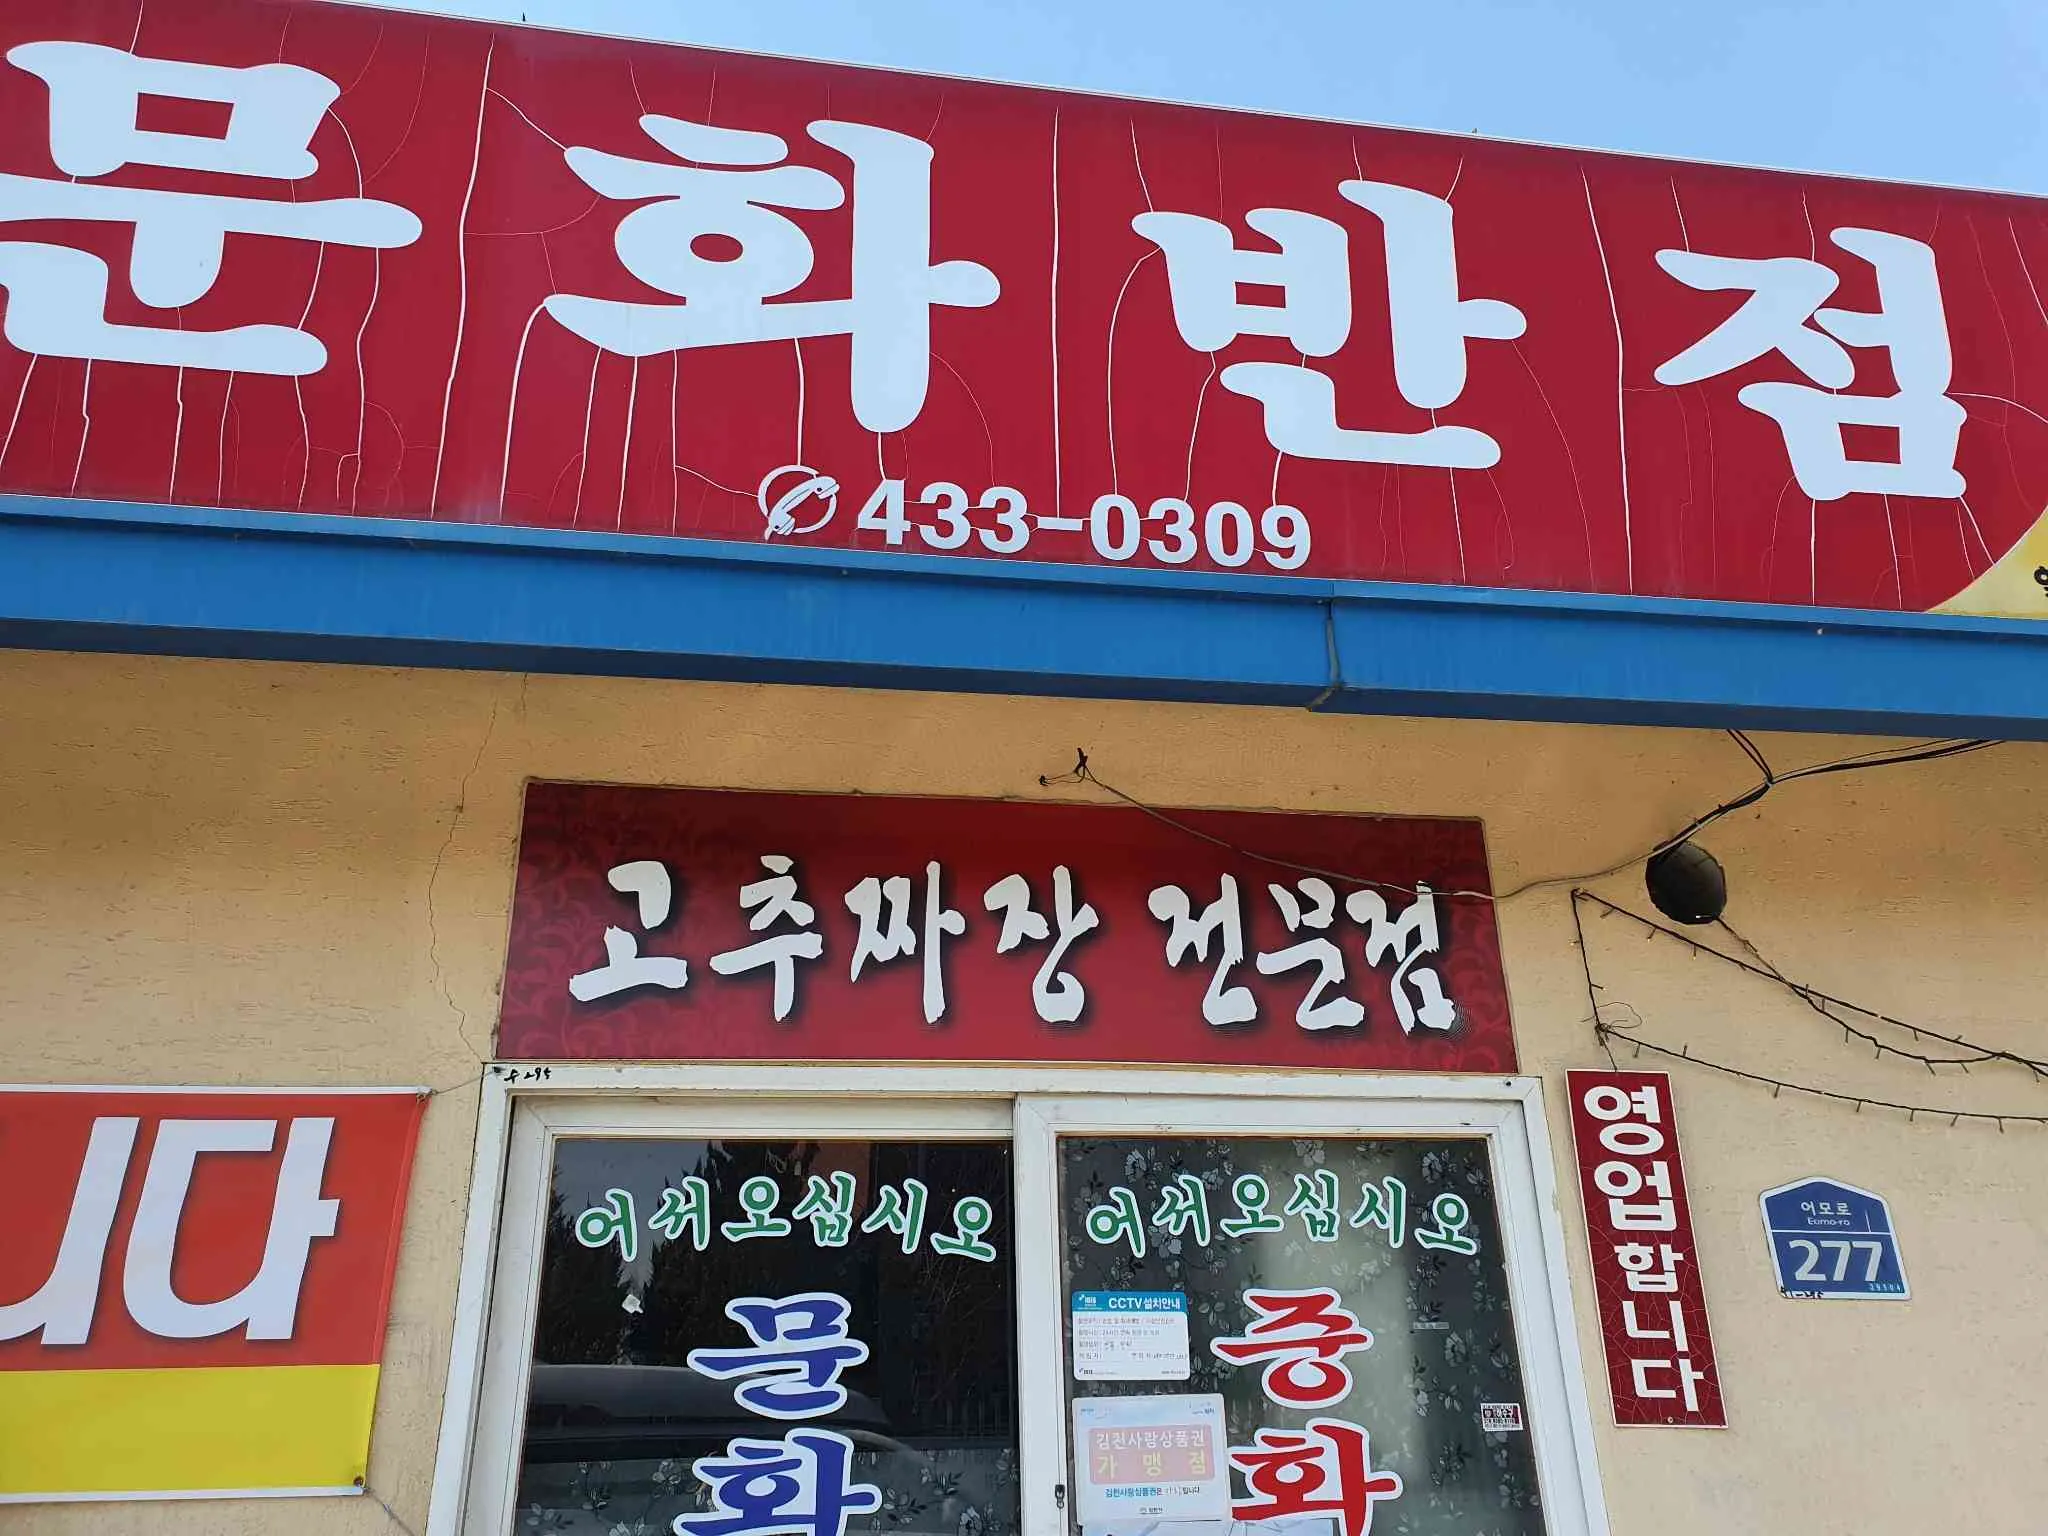 문화반점
433-0309
고추짜장 전문점
니다
어서오십시오
문화
어서오십시오
중화
CCTV설치안내
김천사랑상품권
가맹점
영업합니다
어모로
Eomo-ro
277
39504